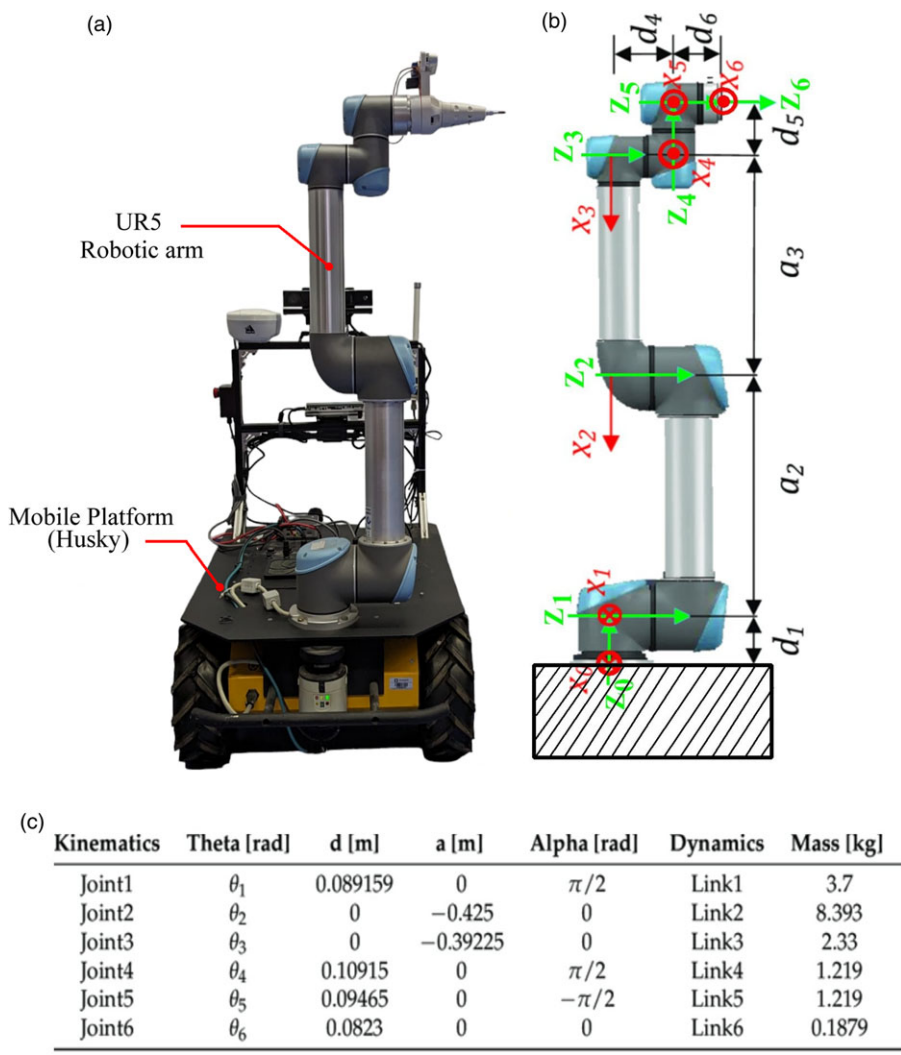 (a)
UR5
Robotic arm
Mobile Platform
(Husky)
(b)
d₄
d₆
x₅
x₆
Z₅
Z₆
d₅
Z₃
x₄
Z₄
x₃
a₃
Z₂
x₂
a₂
x₁
Z₁
d₁
x₀
Z₀
(c)
Kinematics Theta [rad] d [m] a [m] Alpha [rad] Dynamics Mass [kg]
Joint1 θ₁ 0.089159 0 π/2 Link1 3.7
Joint2 θ₂ 0 −0.425 0 Link2 8.393
Joint3 θ₃ 0 −0.39225 0 Link3 2.33
Joint4 θ₄ 0.10915 0 π/2 Link4 1.219
Joint5 θ₅ 0.09465 0 −π/2 Link5 1.219
Joint6 θ₆ 0.0823 0 0 Link6 0.1879